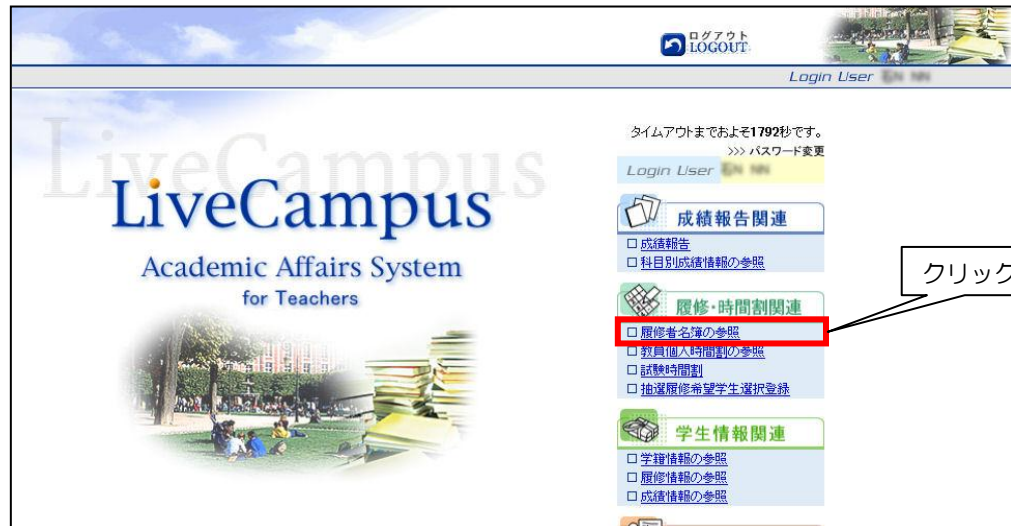 ログアウト
LOGOUT
Login User
タイムアウトまでおよそ1792秒です。
>>> パスワード変更
Login User
LiveCampus
LiveCampus
Academic Affairs System
for Teachers
成績報告関連
成績報告
科目別成績情報の参照
履修・時間割関連
履修者名簿の参照
教員個人時間割の参照
試験時間割
抽選履修希望学生選択登録
クリック
学生情報関連
学籍情報の参照
履修情報の参照
成績情報の参照